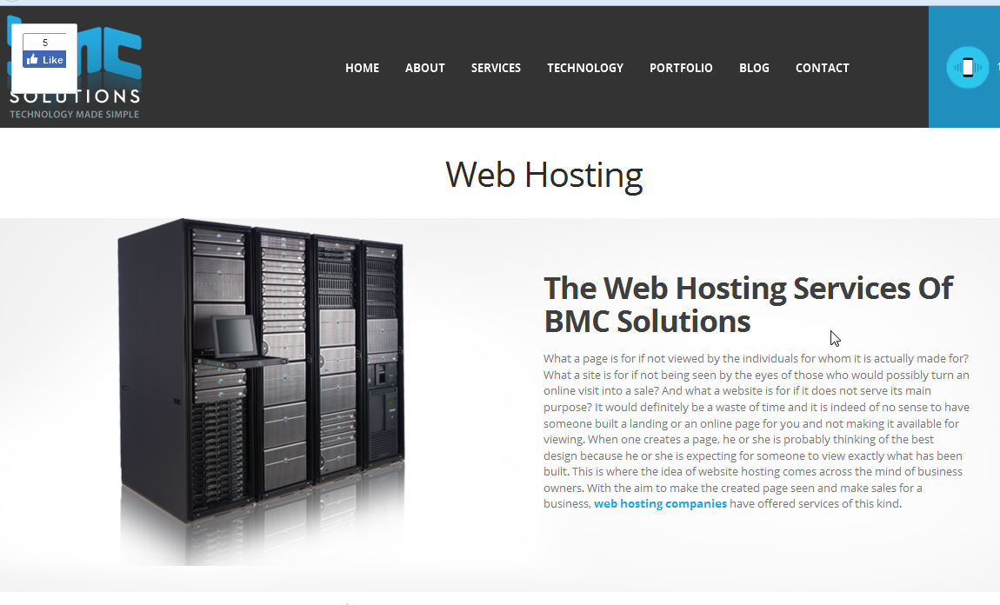 5
Like
SOLUTIONS
TECHNOLOGY MADE SIMPLE
HOME ABOUT SERVICES TECHNOLOGY PORTFOLIO BLOG CONTACT
Web Hosting
The Web Hosting Services Of
BMC Solutions
What a page is for if not viewed by the individuals for whom it is actually made for?
What a site is for if not being seen by the eyes of those who would possibly turn an
online visit into a sale? And what a website is for if it does not serve its main
purpose? It would definitely be a waste of time and it is indeed of no sense to have
someone built a landing or an online page for you and not making it available for
viewing. When one creates a page, he or she is probably thinking of the best
design because he or she is expecting for someone to view exactly what has been
built. This is where the idea of website hosting comes across the mind of business
owners. With the aim to make the created page seen and make sales for a
business, web hosting companies have offered services of this kind.